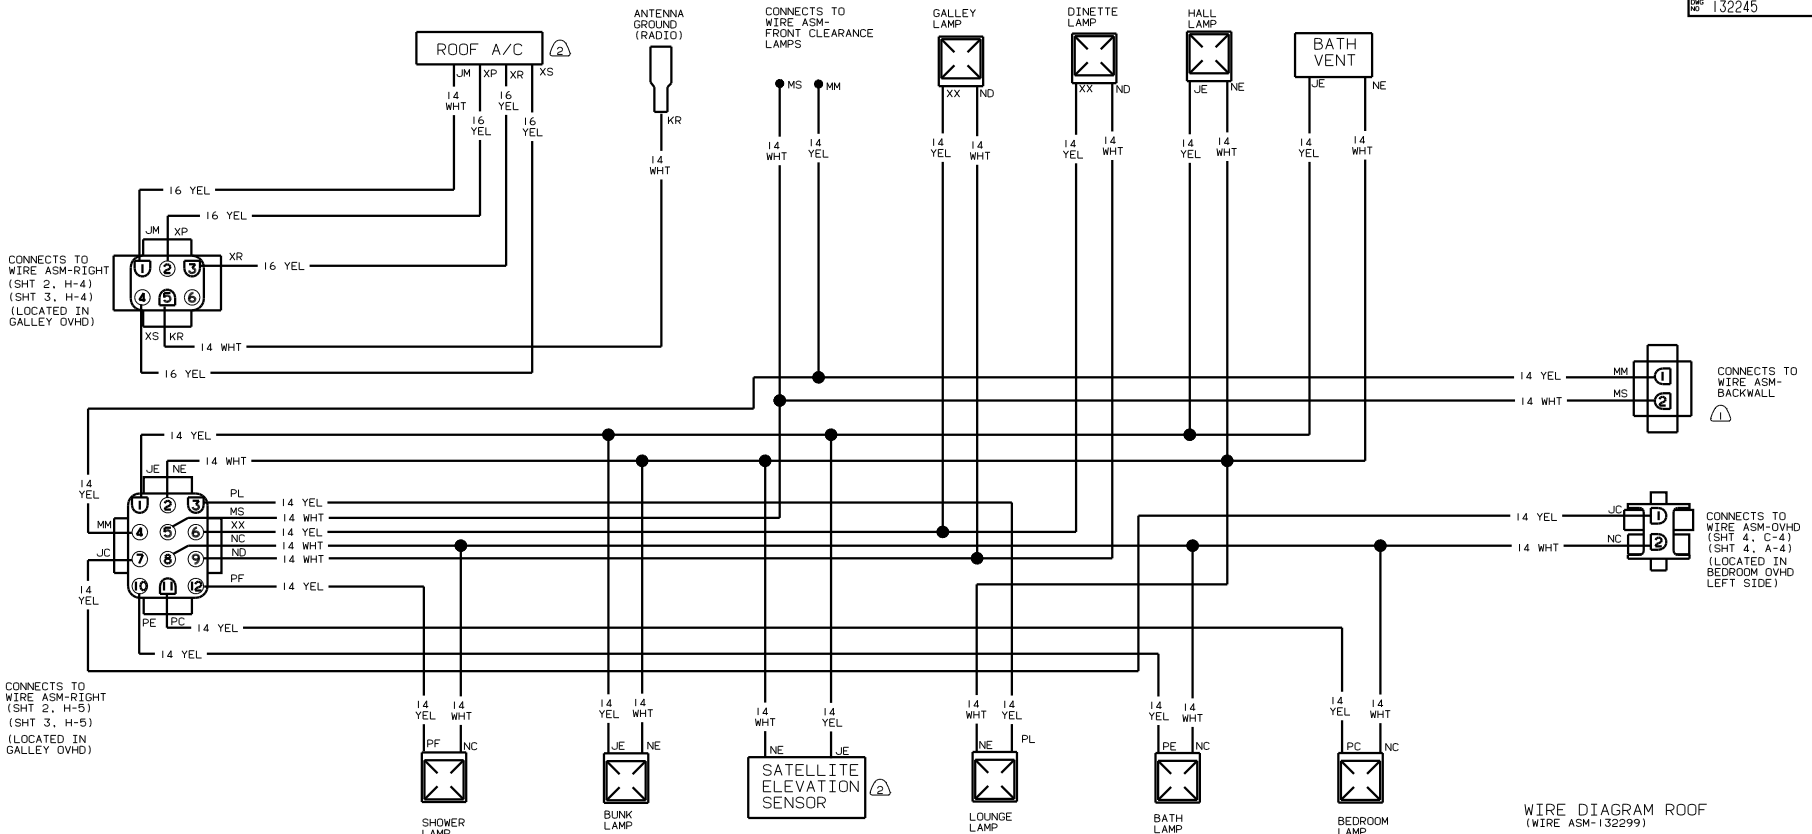 DWG
NO 132245
ANTENNA
GROUND
(RADIO)
CONNECTS TO
WIRE ASM-
FRONT CLEARANCE
LAMPS
GALLEY
LAMP
DINETTE
LAMP
HALL
LAMP
BATH
VENT
ROOF A/C
2
JM XP XR XS
MS MM
XX ND
XX ND
JE NE
JE NE
KR
14
WHT
16
YEL
16
YEL
16
YEL
14
WHT
14
WHT
14
YEL
14
YEL
14
WHT
14
YEL
14
WHT
14
YEL
14
WHT
14
YEL
14
WHT
16 YEL
16 YEL
JM XP
XR
16 YEL
CONNECTS TO
WIRE ASM-RIGHT
(SHT 2, H-4)
(SHT 3, H-4)
(LOCATED IN
GALLEY OVHD)
1 2 3
4 5 6
XS KR
14 WHT
16 YEL
14 YEL MM 1
14 WHT MS 2
CONNECTS TO
WIRE ASM-
BACKWALL
1
14 YEL
14 WHT
JE NE
14
YEL
PL 14 YEL
MS 14 WHT
XX 14 YEL
NC 14 WHT
ND 14 WHT
PF 14 YEL
MM
JC
1 2 3
4 5 6
7 8 9
10 11 12
14
YEL
PE PC
14 YEL
14 YEL
14 YEL JC 1
14 WHT NC 2
CONNECTS TO
WIRE ASM-OVHD
(SHT 4, C-4)
(SHT 4, A-4)
(LOCATED IN
BEDROOM OVHD
LEFT SIDE)
CONNECTS TO
WIRE ASM-RIGHT
(SHT 2, H-5)
(SHT 3, H-5)
(LOCATED IN
GALLEY OVHD)
14
YEL
14
WHT
14
YEL
14
WHT
14
WHT
14
YEL
14
WHT
14
YEL
14
YEL
14
WHT
14
YEL
14
WHT
PF NC
JE NE
NE JE
NE PL
PE NC
PC NC
SATELLITE
ELEVATION
SENSOR
2
SHOWER
LAMP
BUNK
LAMP
LOUNGE
LAMP
BATH
LAMP
BEDROOM
LAMP
WIRE DIAGRAM ROOF
(WIRE ASM-132299)